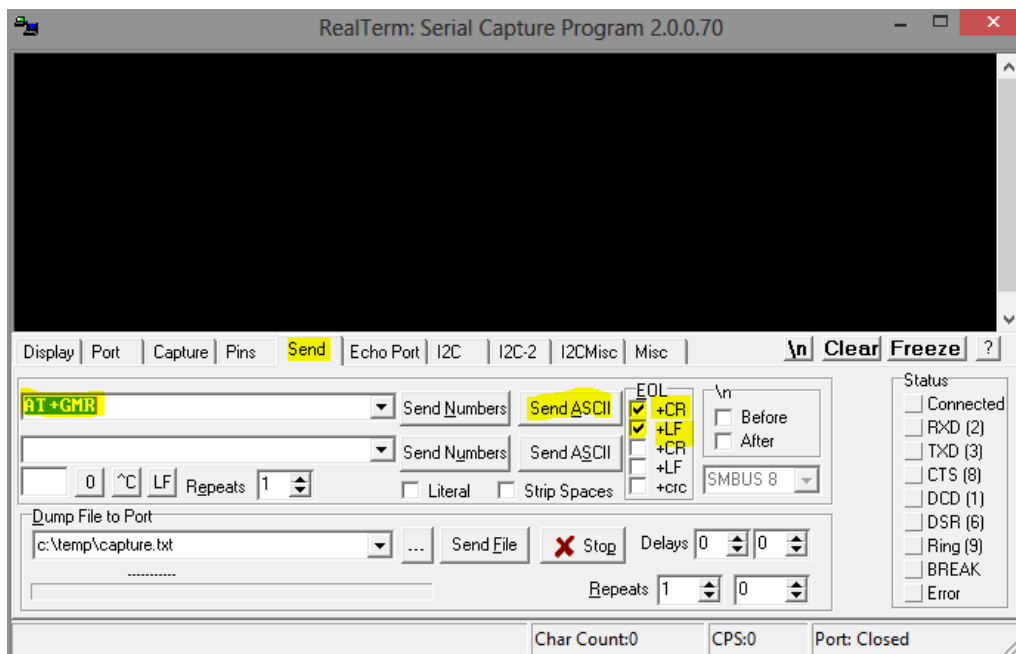 RealTerm: Serial Capture Program 2.0.0.70
Display Port Capture Pins Send Echo Port I2C I2C-2 I2CMisc Misc \n Clear Freeze ?
Status
EOL \n
AT+GMR Send Numbers Send ASCII +CR Before Connected
+LF After RXD (2)
Send Numbers Send ASCII +CR TXD (3)
+LF SMBUS 8 CTS (8)
0 ^C LF Repeats 1 Literal Strip Spaces +crc DCD (1)
Dump File to Port DSR (6)
c:\temp\capture.txt ... Send File Stop Delays 0 0 Ring (9)
----------- BREAK
Repeats 1 0 Error
Char Count:0 CPS:0 Port: Closed